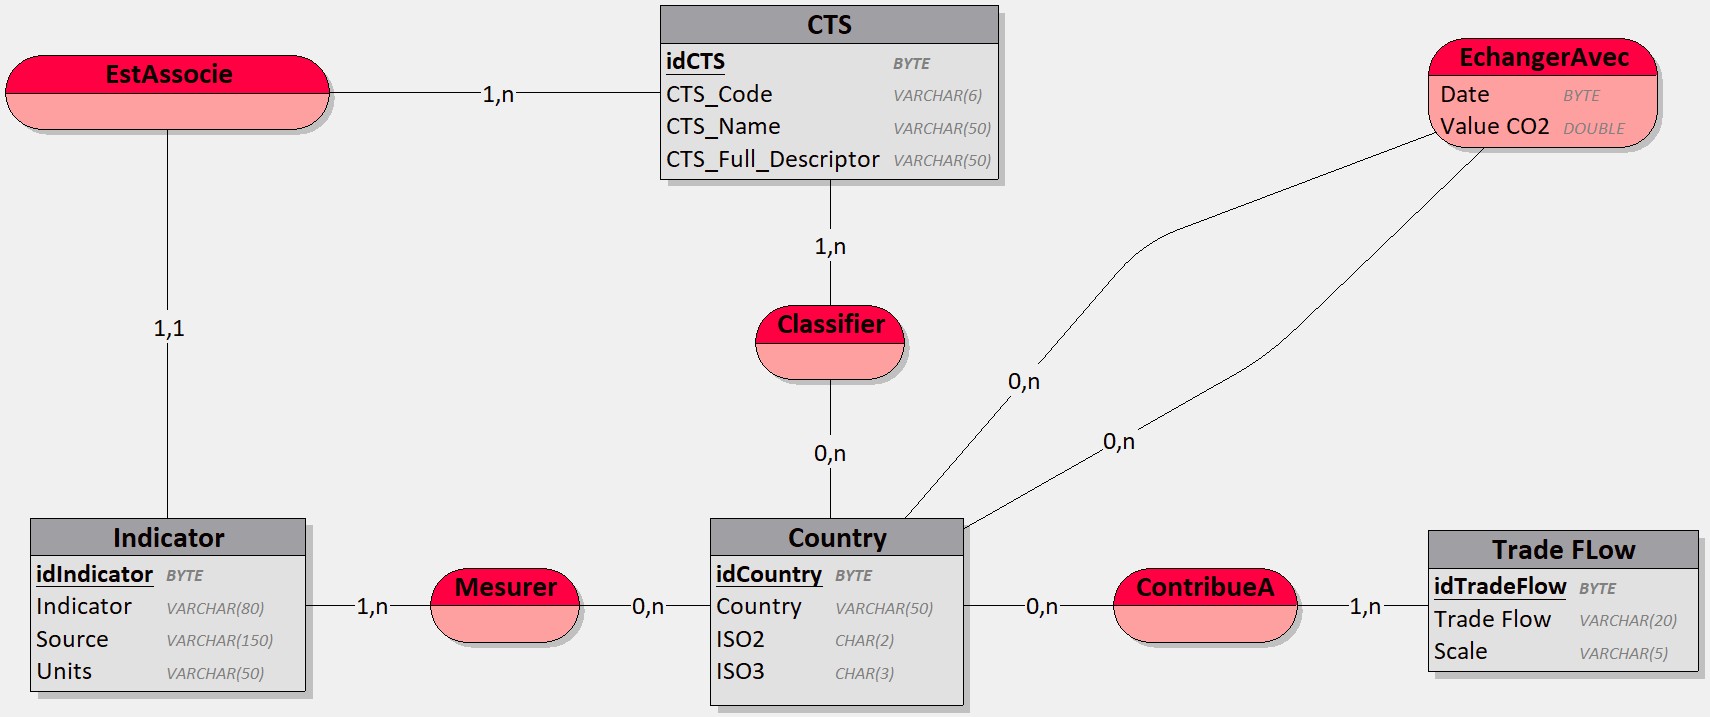 CTS
idCTS BYTE
CTS_Code VARCHAR(6)
CTS_Name VARCHAR(50)
CTS_Full_Descriptor VARCHAR(50)
EstAssocie
1,n
EchangerAvec
Date BYTE
Value CO2 DOUBLE
1,n
Classifier
1,1
0,n
0,n
0,n
Indicator
idIndicator BYTE
Indicator VARCHAR(80)
Source VARCHAR(150)
Units VARCHAR(50)
1,n
Mesurer
0,n
Country
idCountry BYTE
Country VARCHAR(50)
ISO2 CHAR(2)
ISO3 CHAR(3)
0,n
ContribueA
1,n
Trade FLow
idTradeFlow BYTE
Trade Flow VARCHAR(20)
Scale VARCHAR(5)